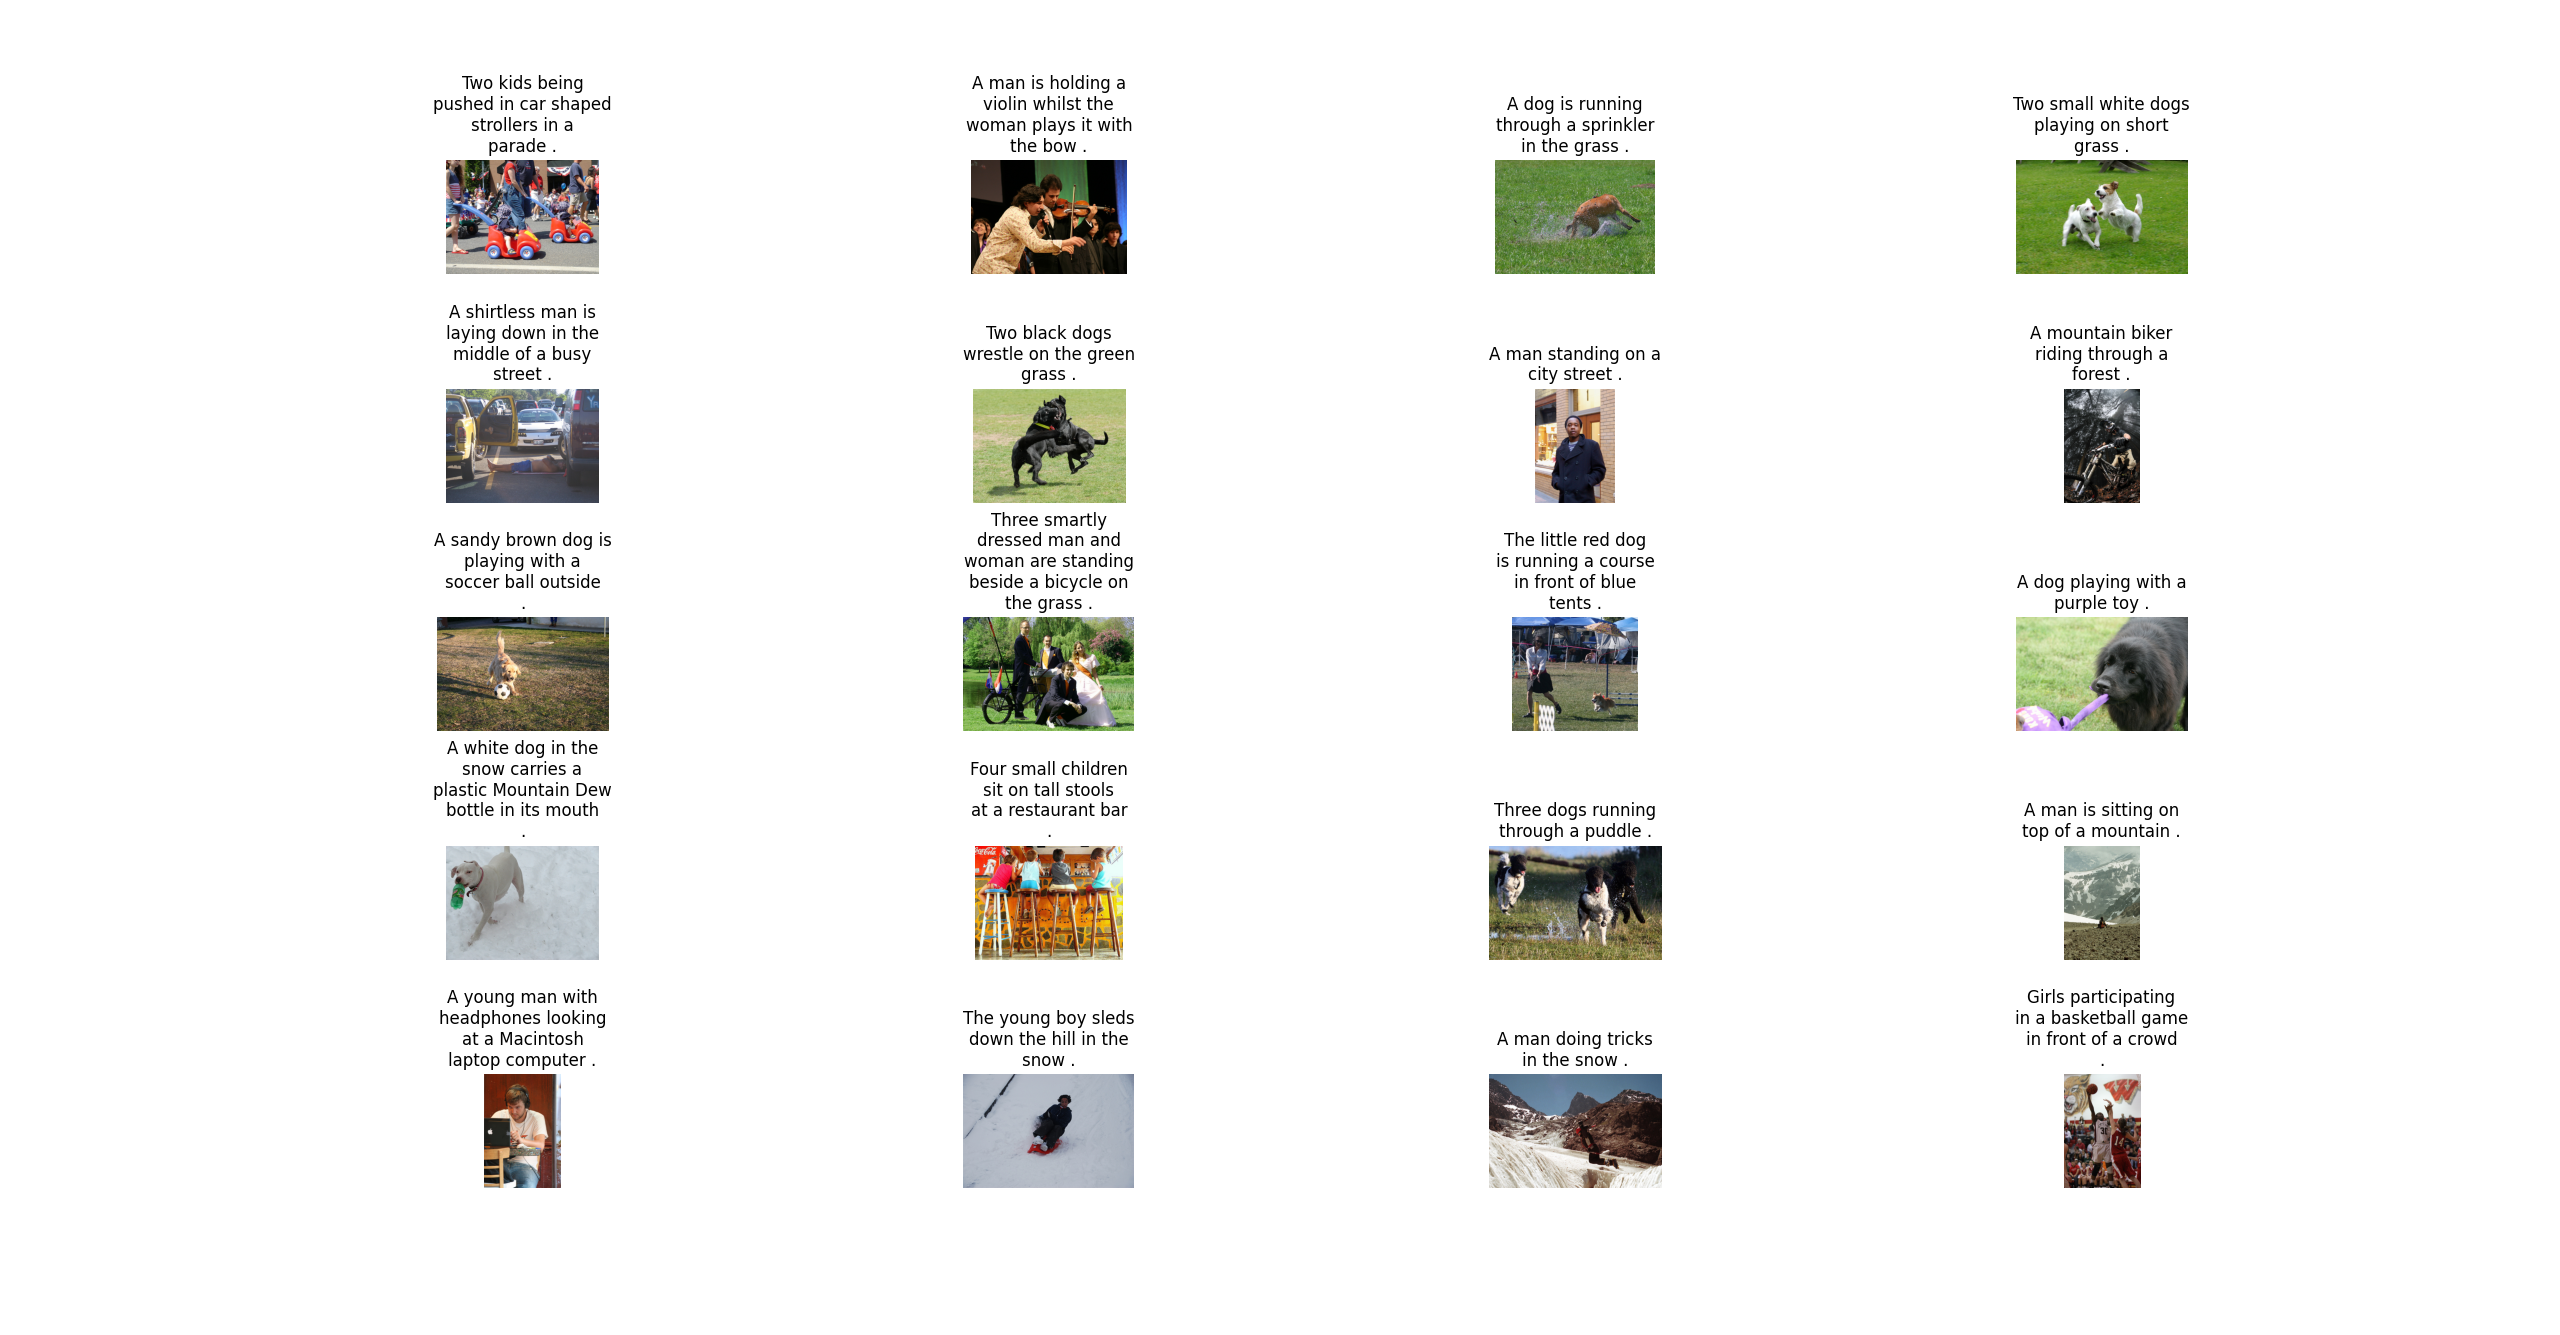 Two kids being
pushed in car shaped
strollers in a
parade .
A man is holding a
violin whilst the
woman plays it with
the bow .
A dog is running
through a sprinkler
in the grass .
Two small white dogs
playing on short
grass .
A shirtless man is
laying down in the
middle of a busy
street .
Two black dogs
wrestle on the green
grass .
A man standing on a
city street .
A mountain biker
riding through a
forest .
A sandy brown dog is
playing with a
soccer ball outside
.
Three smartly
dressed man and
woman are standing
beside a bicycle on
the grass .
The little red dog
is running a course
in front of blue
tents .
A dog playing with a
purple toy .
A white dog in the
snow carries a
plastic Mountain Dew
bottle in its mouth
.
Four small children
sit on tall stools
at a restaurant bar
.
Coca-Cola
Three dogs running
through a puddle .
A man is sitting on
top of a mountain .
A young man with
headphones looking
at a Macintosh
laptop computer .
The young boy sleds
down the hill in the
snow .
A man doing tricks
in the snow .
Girls participating
in a basketball game
in front of a crowd
.
W
14